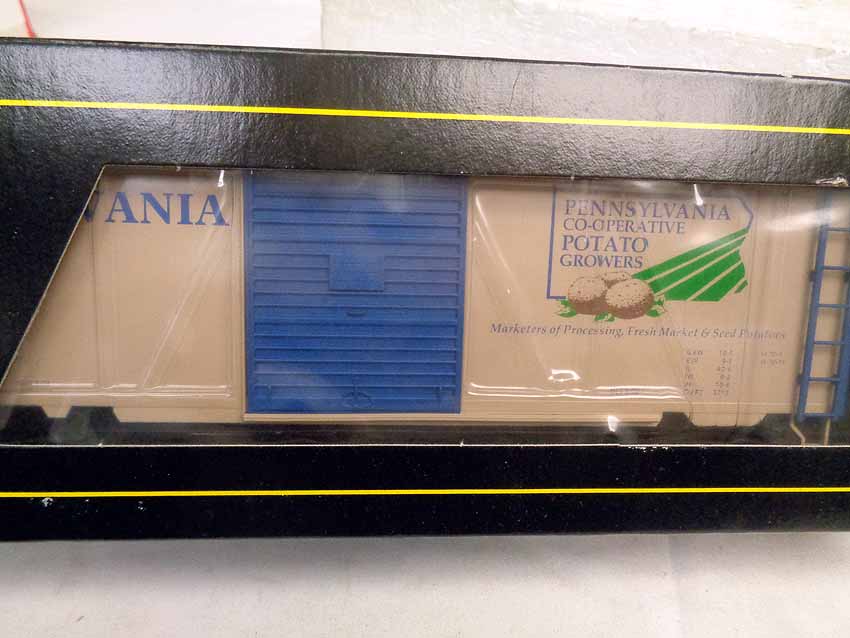 VANIA
PENNSYLVANIA
CO-OPERATIVE
POTATO
GROWERS
Marketers of Processing, Fresh Market & Seed Potatoes